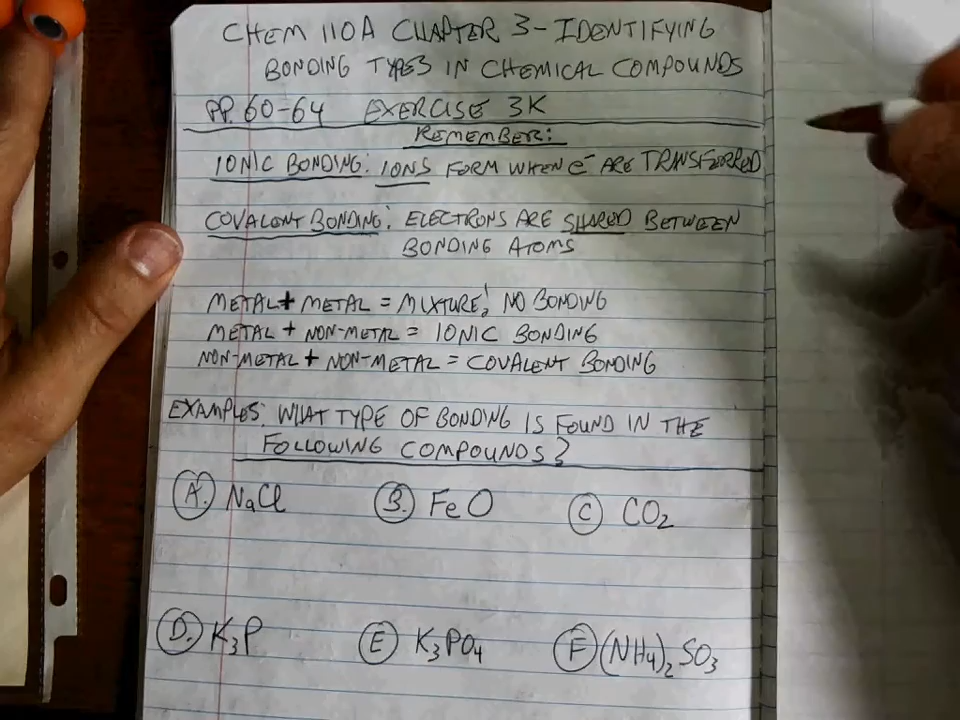 CHEM 110A CHAPTER 3 - IDENTIFYING
BONDING TYPES IN CHEMICAL COMPOUNDS
PP. 60-64 EXERCISE 3K
REMEMBER:
IONIC BONDING: IONS FORM WHEN e⁻ ARE TRANSFERRED
COVALENT BONDING: ELECTRONS ARE SHARED BETWEEN
BONDING ATOMS
METAL + METAL = MIXTURE; NO BONDING
METAL + NON-METAL = IONIC BONDING
NON-METAL + NON-METAL = COVALENT BONDING
EXAMPLES: WHAT TYPE OF BONDING IS FOUND IN THE
FOLLOWING COMPOUNDS?
A. NaCl B. FeO C CO₂
D. K₃P E K₃PO₄ F (NH₄)₂SO₃